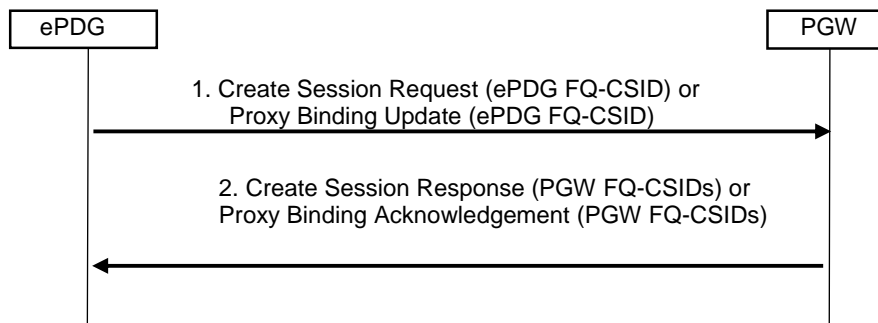 ePDG
PGW
1. Create Session Request (ePDG FQ-CSID) or
Proxy Binding Update (ePDG FQ-CSID)
2. Create Session Response (PGW FQ-CSIDs) or
Proxy Binding Acknowledgement (PGW FQ-CSIDs)